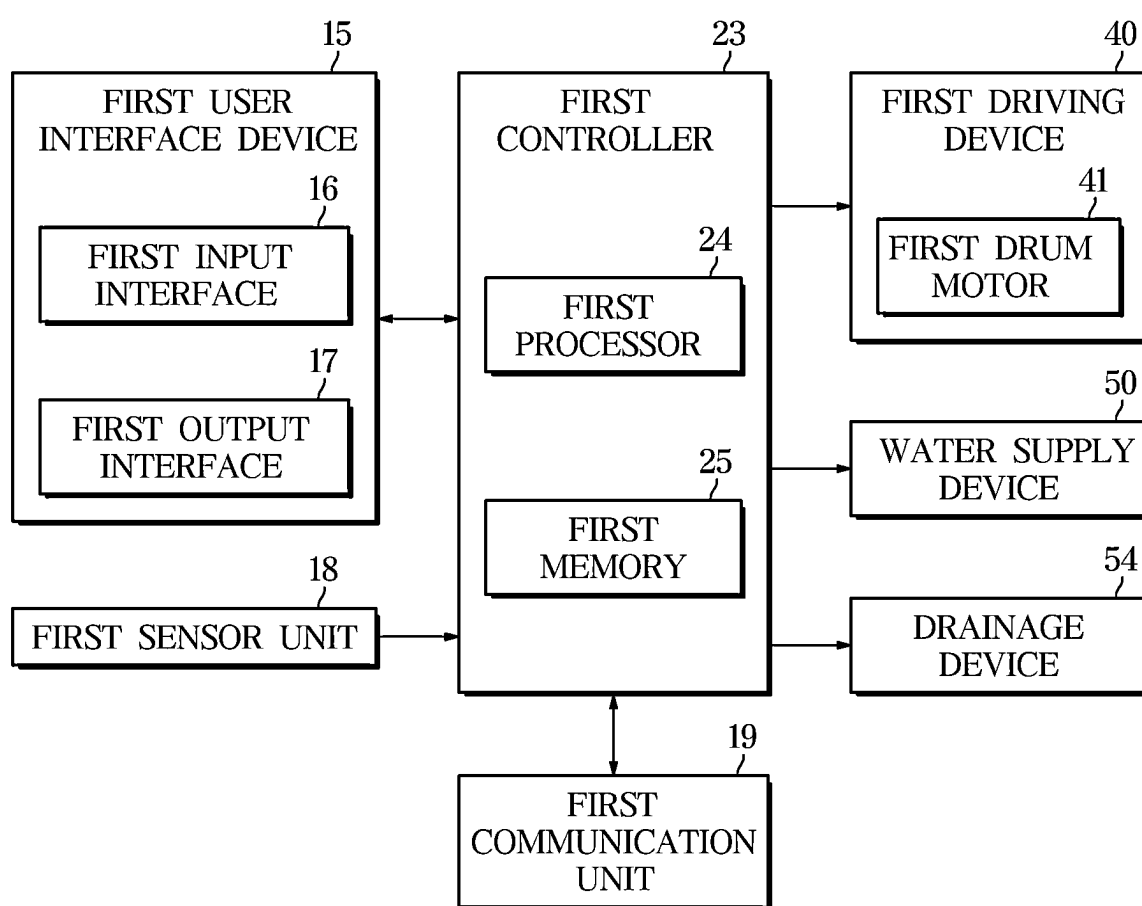 15
FIRST USER
INTERFACE DEVICE
16
FIRST INPUT
INTERFACE
17
FIRST OUTPUT
INTERFACE
18
FIRST SENSOR UNIT
23
FIRST
CONTROLLER
24
FIRST
PROCESSOR
25
FIRST
MEMORY
19
FIRST
COMMUNICATION
UNIT
40
FIRST DRIVING
DEVICE
41
FIRST DRUM
MOTOR
50
WATER SUPPLY
DEVICE
54
DRAINAGE
DEVICE